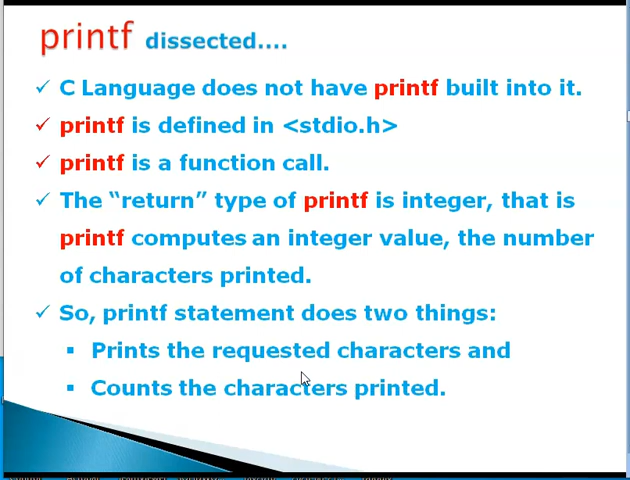 printf dissected....
C Language does not have printf built into it.
printf is defined in <stdio.h>
printf is a function call.
The “return” type of printf is integer, that is
printf computes an integer value, the number
of characters printed.
So, printf statement does two things:
Prints the requested characters and
Counts the characters printed.